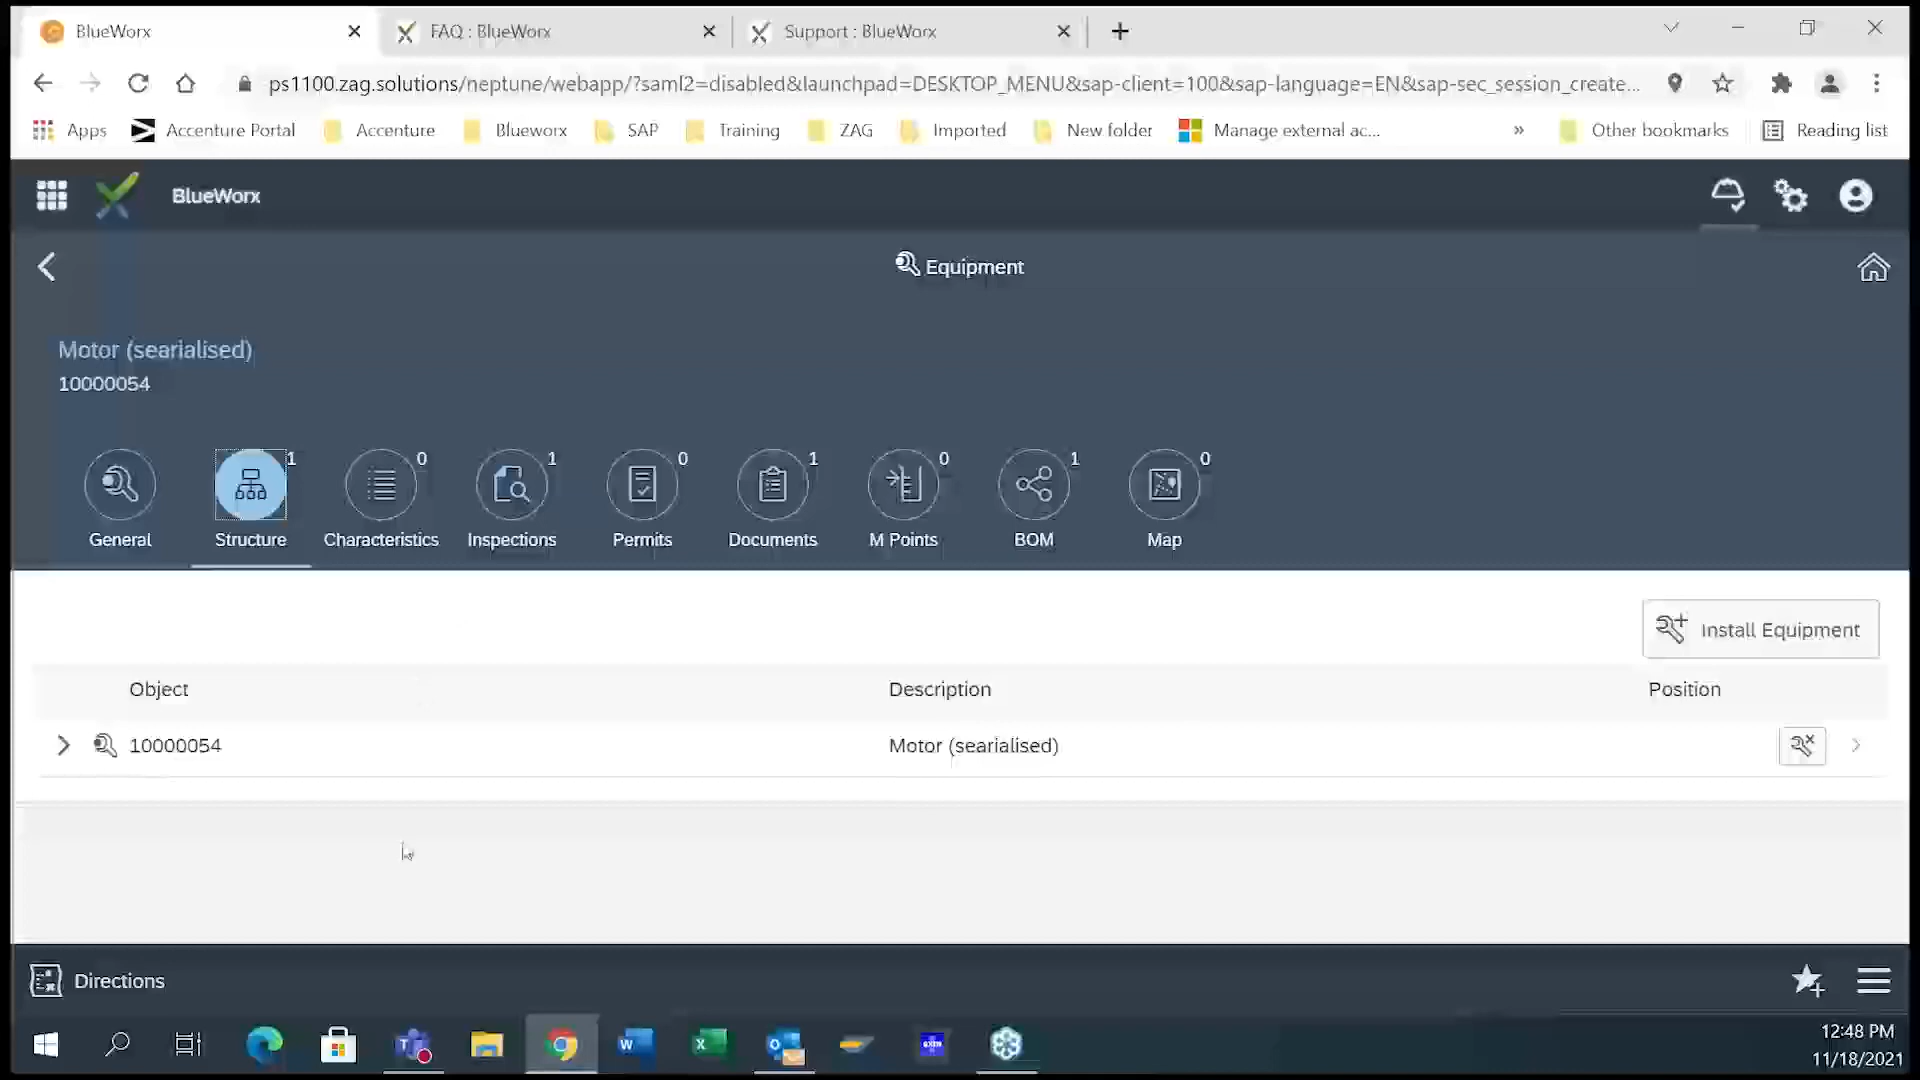 BlueWorx
FAQ : BlueWorx
Support : BlueWorx
ps1100.zag.solutions/neptune/webapp/?saml2=disabled&launchpad=DESKTOP_MENU&sap-client=100&sap-language=EN&sap-sec_session_create...
Apps
Accenture Portal
Accenture
Blueworx
SAP
Training
ZAG
Imported
New folder
Manage external ac...
»
Other bookmarks
Reading list
BlueWorx
Equipment
Motor (searialised)
10000054
1
0
1
0
1
0
1
0
General
Structure
Characteristics
Inspections
Permits
Documents
M Points
BOM
Map
Install Equipment
Object
Description
Position
10000054
Motor (searialised)
Directions
12:48 PM
11/18/2021